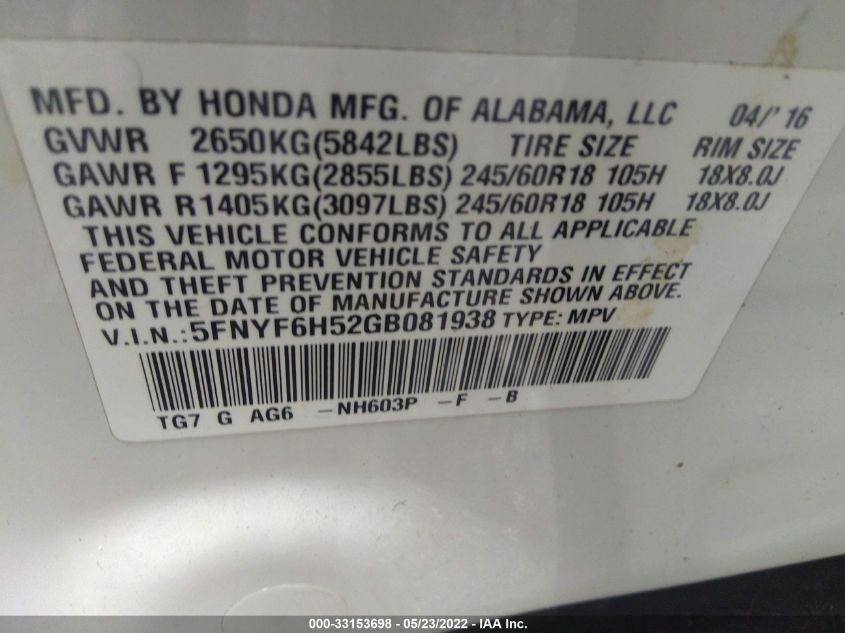 MFD. BY HONDA MFG. OF ALABAMA, LLC 04/'16
GVWR 2650KG(5842LBS) TIRE SIZE RIM SIZE
GAWR F 1295KG(2855LBS) 245/60R18 105H 18X8.0J
GAWR R1405KG(3097LBS) 245/60R18 105H 18X8.0J
THIS VEHICLE CONFORMS TO ALL APPLICABLE
FEDERAL MOTOR VEHICLE SAFETY
AND THEFT PREVENTION STANDARDS IN EFFECT
ON THE DATE OF MANUFACTURE SHOWN ABOVE.
V.I.N.:5FNYF6H52GB081938 TYPE: MPV
TG7 G AG6 -NH603P -F -B
000-33153698 - 05/23/2022 - IAA Inc.